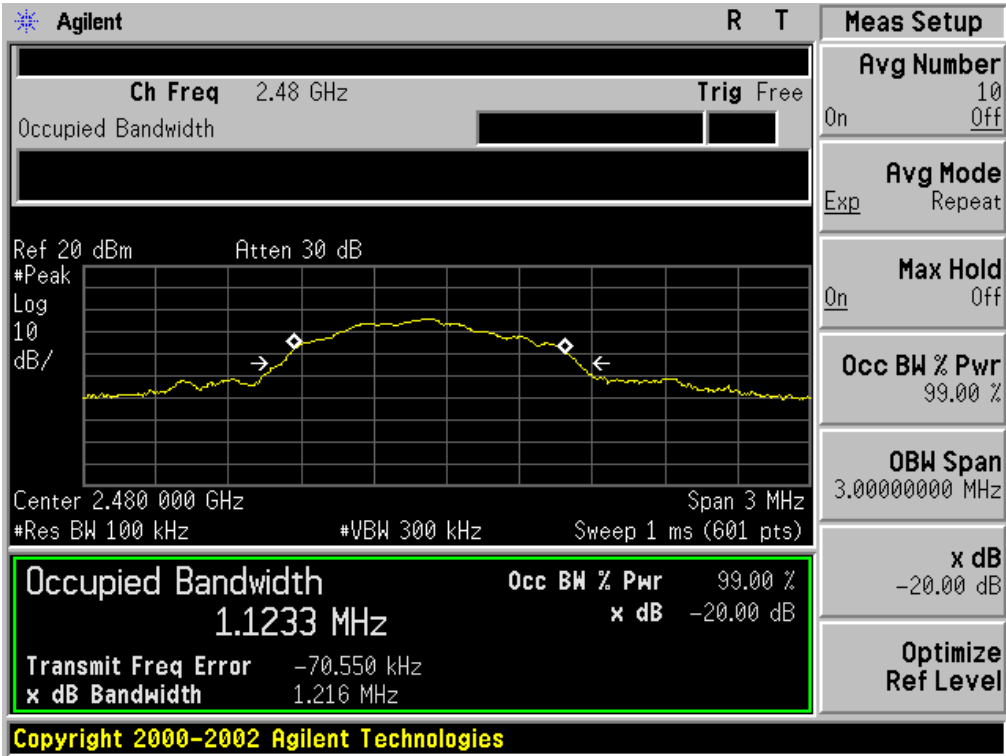 Agilent R T
Ch Freq 2.48 GHz Trig Free
Occupied Bandwidth
Ref 20 dBm Atten 30 dB
#Peak
Log
10
dB/
Center 2.480 000 GHz Span 3 MHz
#Res BW 100 kHz #VBW 300 kHz Sweep 1 ms (601 pts)
Occupied Bandwidth Occ BW % Pwr 99.00 %
1.1233 MHz x dB -20.00 dB
Transmit Freq Error -70.550 kHz
x dB Bandwidth 1.216 MHz
Copyright 2000-2002 Agilent Technologies
Meas Setup
Avg Number
10
On Off
Avg Mode
Exp Repeat
Max Hold
On Off
Occ BW % Pwr
99.00 %
OBW Span
3.00000000 MHz
x dB
-20.00 dB
Optimize
Ref Level